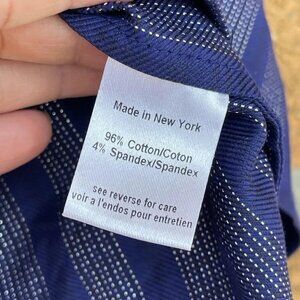 Made in New York
96% Cotton/Coton
4% Spandex/Spandex
see reverse for care
voir a l'endos pour entretien